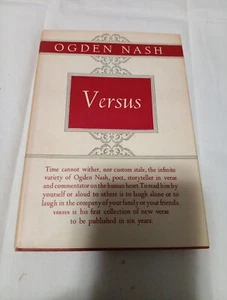 OGDEN NASH
Versus
Time cannot wither, nor custom stale, the infinite
variety of Ogden Nash, poet, storyteller in verse
and commentator on the human heart. To read him by
yourself or aloud to others is to laugh alone or to
laugh in the company of your family or your friends.
VERSUS is his first collection of new verse
to be published in six years.